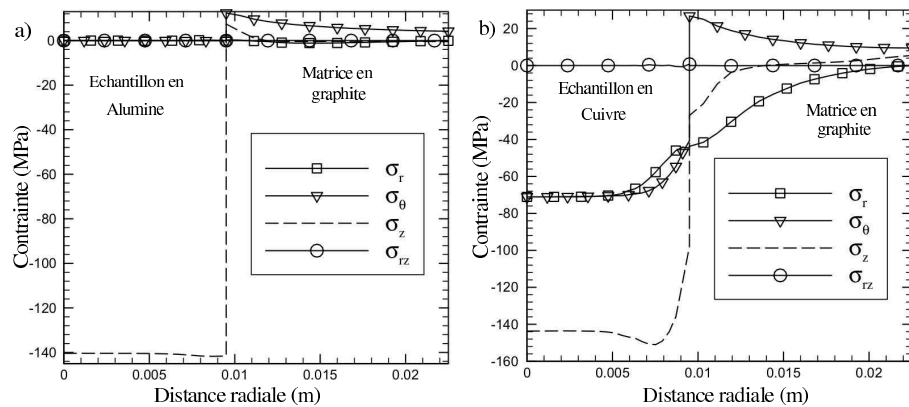 a)
Contrainte (MPa)
0
-20
-40
-60
-80
-100
-120
-140
Echantillon en
Alumine
Matrice en
graphite
σr
σθ
σz
σrz
0
0.005
0.01
0.015
0.02
Distance radiale (m)
b)
Contrainte (MPa)
20
0
-20
-40
-60
-80
-100
-120
-140
-160
Echantillon en
Cuivre
Matrice en
graphite
σr
σθ
σz
σrz
0
0.005
0.01
0.015
0.02
Distance radiale (m)